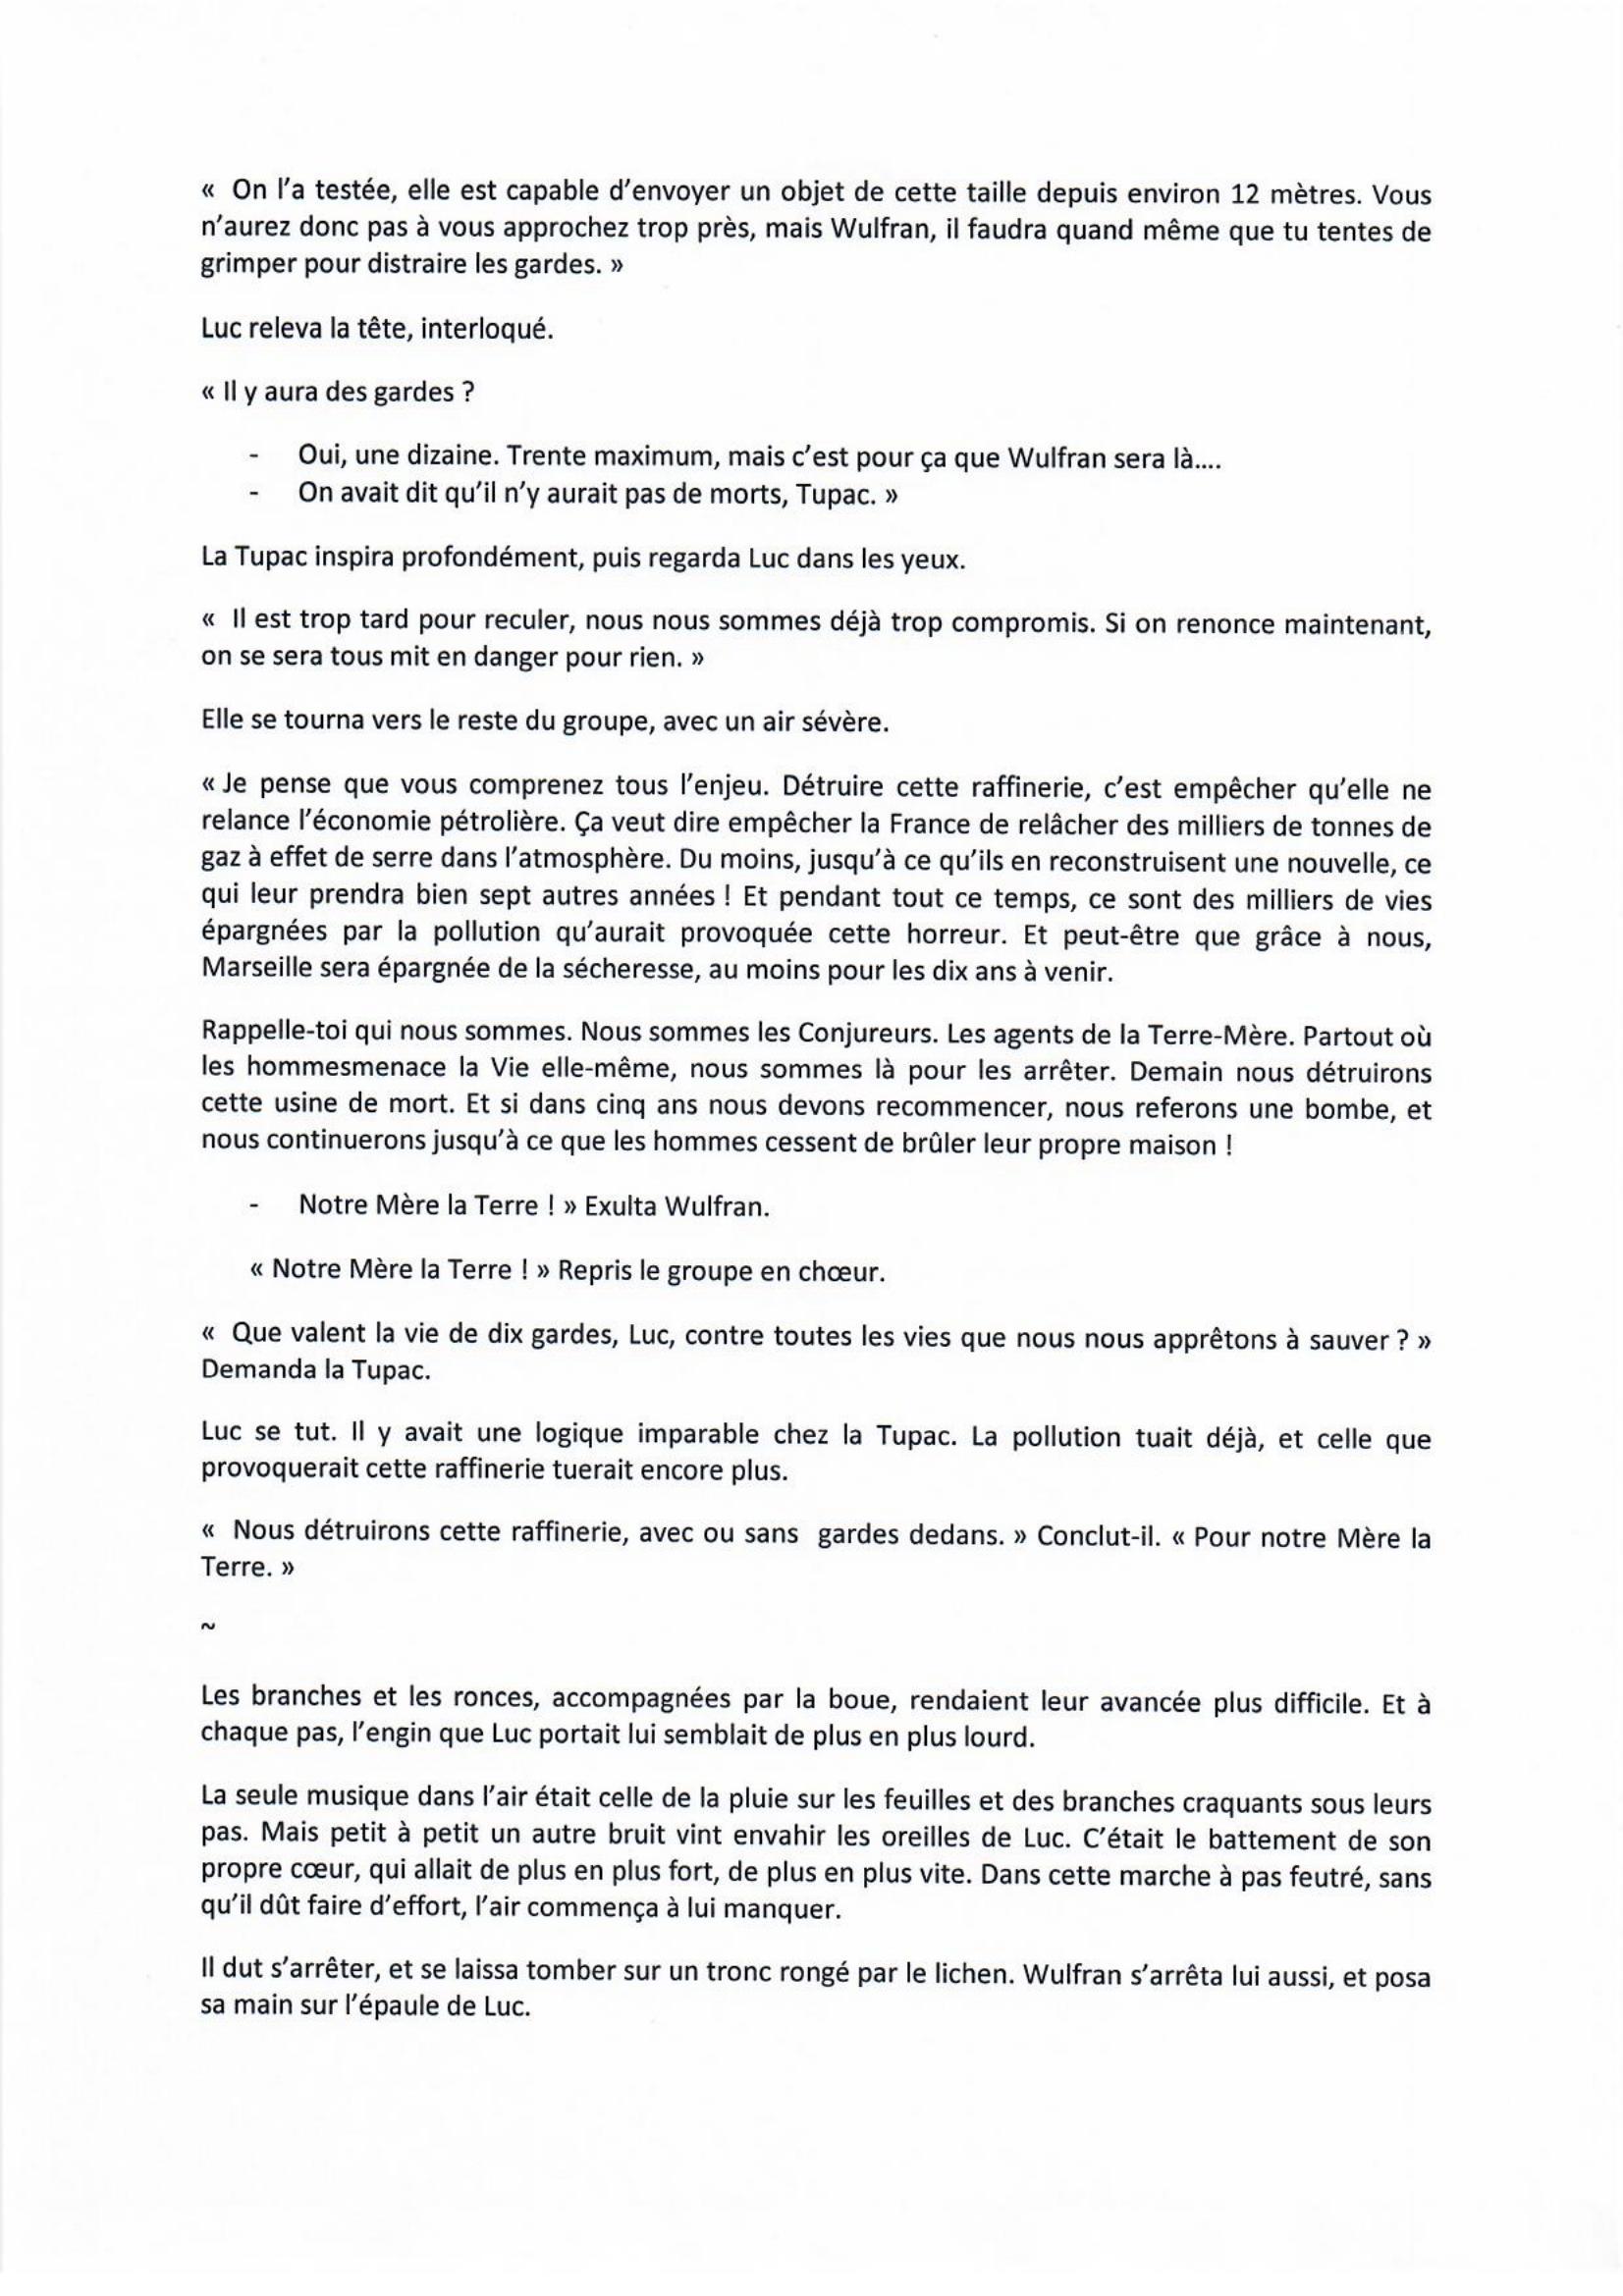 « On l’a testée, elle est capable d’envoyer un objet de cette taille depuis environ 12 mètres. Vous
n’aurez donc pas à vous approchez trop près, mais Wulfran, il faudra quand même que tu tentes de
grimper pour distraire les gardes. »
Luc releva la tête, interloqué.
« Il y aura des gardes ?
- Oui, une dizaine. Trente maximum, mais c’est pour ça que Wulfran sera là….
- On avait dit qu’il n’y aurait pas de morts, Tupac. »
La Tupac inspira profondément, puis regarda Luc dans les yeux.
« Il est trop tard pour reculer, nous nous sommes déjà trop compromis. Si on renonce maintenant,
on se sera tous mit en danger pour rien. »
Elle se tourna vers le reste du groupe, avec un air sévère.
« Je pense que vous comprenez tous l’enjeu. Détruire cette raffinerie, c’est empêcher qu’elle ne
relance l’économie pétrolière. Ça veut dire empêcher la France de relâcher des milliers de tonnes de
gaz à effet de serre dans l’atmosphère. Du moins, jusqu’à ce qu’ils en reconstruisent une nouvelle, ce
qui leur prendra bien sept autres années ! Et pendant tout ce temps, ce sont des milliers de vies
épargnées par la pollution qu’aurait provoquée cette horreur. Et peut-être que grâce à nous,
Marseille sera épargnée de la sécheresse, au moins pour les dix ans à venir.
Rappelle-toi qui nous sommes. Nous sommes les Conjureurs. Les agents de la Terre-Mère. Partout où
les hommesmenace la Vie elle-même, nous sommes là pour les arrêter. Demain nous détruirons
cette usine de mort. Et si dans cinq ans nous devons recommencer, nous referons une bombe, et
nous continuerons jusqu’à ce que les hommes cessent de brûler leur propre maison !
- Notre Mère la Terre ! » Exulta Wulfran.
« Notre Mère la Terre ! » Repris le groupe en chœur.
« Que valent la vie de dix gardes, Luc, contre toutes les vies que nous nous apprêtons à sauver ? »
Demanda la Tupac.
Luc se tut. Il y avait une logique imparable chez la Tupac. La pollution tuait déjà, et celle que
provoquerait cette raffinerie tuerait encore plus.
« Nous détruirons cette raffinerie, avec ou sans gardes dedans. » Conclut-il. « Pour notre Mère la
Terre. »
~
Les branches et les ronces, accompagnées par la boue, rendaient leur avancée plus difficile. Et à
chaque pas, l’engin que Luc portait lui semblait de plus en plus lourd.
La seule musique dans l’air était celle de la pluie sur les feuilles et des branches craquants sous leurs
pas. Mais petit à petit un autre bruit vint envahir les oreilles de Luc. C’était le battement de son
propre cœur, qui allait de plus en plus fort, de plus en plus vite. Dans cette marche à pas feutré, sans
qu’il dût faire d’effort, l’air commença à lui manquer.
Il dut s’arrêter, et se laissa tomber sur un tronc rongé par le lichen. Wulfran s’arrêta lui aussi, et posa
sa main sur l’épaule de Luc.